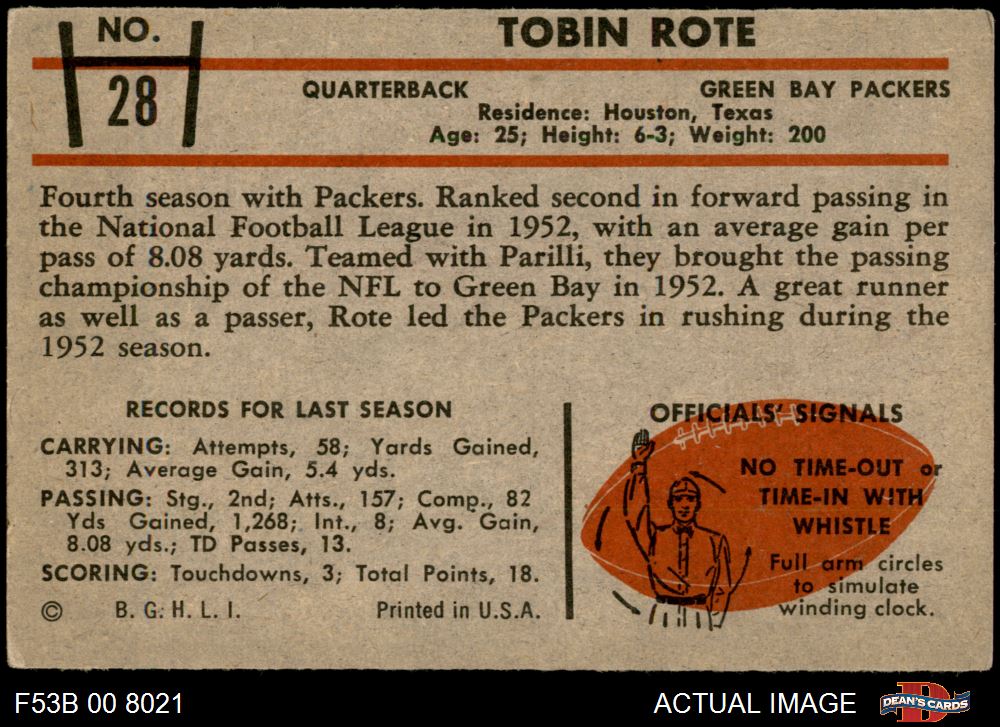 NO.
28
TOBIN ROTE
QUARTERBACK GREEN BAY PACKERS
Residence: Houston, Texas
Age: 25; Height: 6-3; Weight: 200
Fourth season with Packers. Ranked second in forward passing in
the National Football League in 1952, with an average gain per
pass of 8.08 yards. Teamed with Parilli, they brought the passing
championship of the NFL to Green Bay in 1952. A great runner
as well as a passer, Rote led the Packers in rushing during the
1952 season.
RECORDS FOR LAST SEASON
CARRYING: Attempts, 58; Yards Gained,
313; Average Gain, 5.4 yds.
PASSING: Stg., 2nd; Atts., 157; Comp., 82
Yds Gained, 1,268; Int., 8; Avg. Gain,
8.08 yds.; TD Passes, 13.
SCORING: Touchdowns, 3; Total Points, 18.
© B. G. H. L. I. Printed in U.S.A.
OFFICIALS' SIGNALS
NO TIME-OUT or
TIME-IN WITH
WHISTLE
Full arm circles
to simulate
winding clock.
F53B 00 8021 ACTUAL IMAGE D DEAN'S CARDS